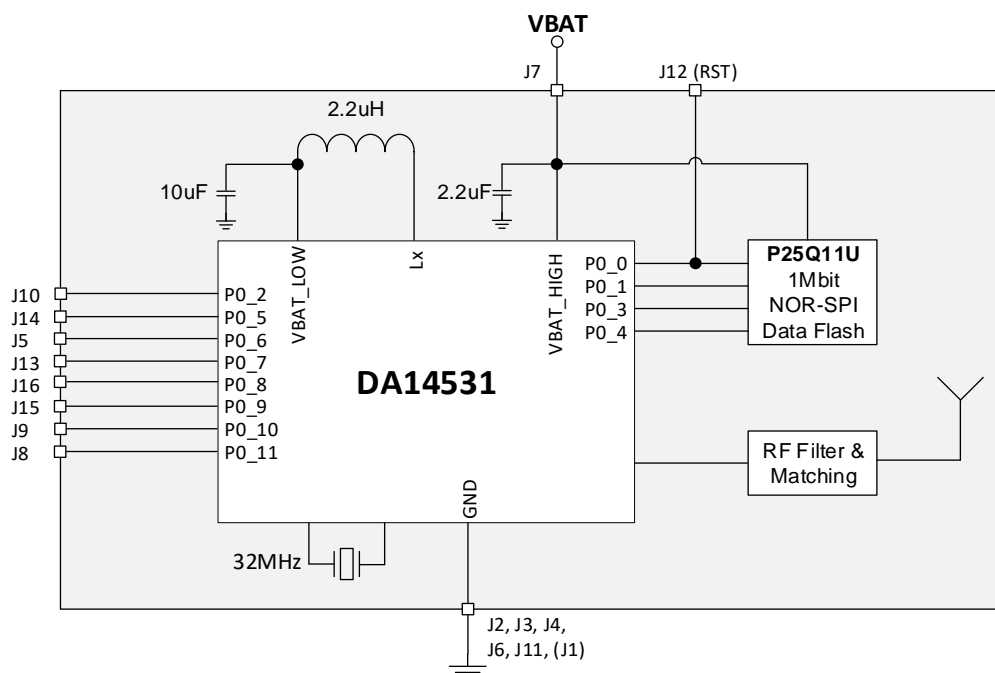 VBAT
J7
J12 (RST)
2.2uH
10uF
2.2uF
VBAT_LOW
Lx
VBAT_HIGH
P0_0
P0_1
P0_3
P0_4
P25Q11U
1Mbit
NOR-SPI
Data Flash
J10
J14
J5
J13
J16
J15
J9
J8
P0_2
P0_5
P0_6
P0_7
P0_8
P0_9
P0_10
P0_11
DA14531
RF Filter &
Matching
GND
32MHz
J2, J3, J4,
J6, J11, (J1)